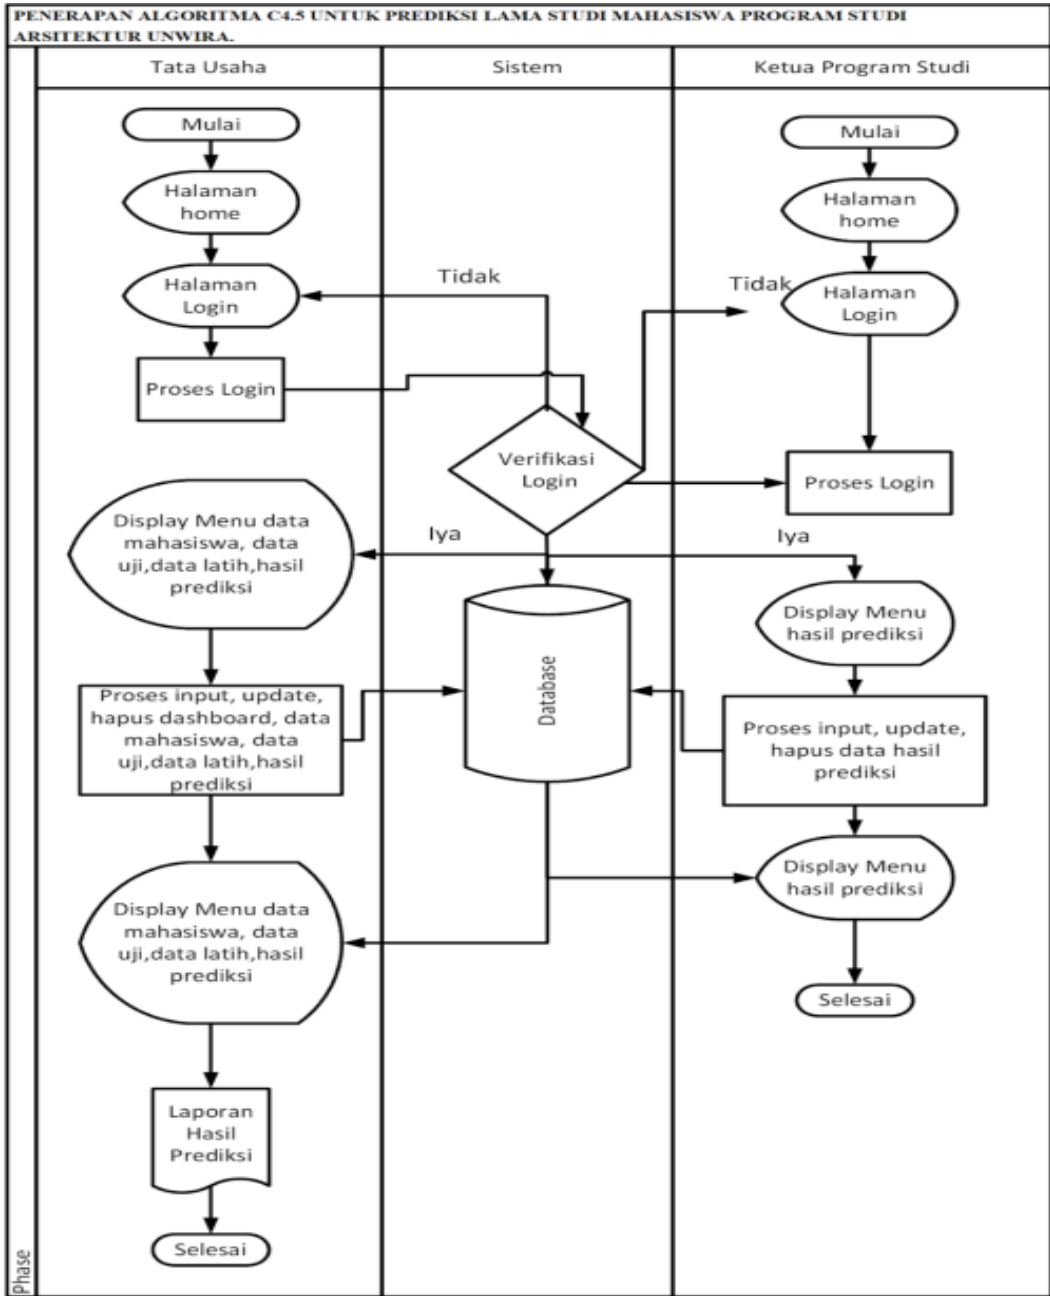 PENERAPAN ALGORITMA C4.5 UNTUK PREDIKSI LAMA STUDI MAHASISWA PROGRAM STUDI
ARSITEKTUR UNWIRA.
Tata Usaha
Sistem
Ketua Program Studi
Mulai
Halaman
home
Halaman
Login
Proses Login
Display Menu data
mahasiswa, data
uji,data latih,hasil
prediksi
Proses input, update,
hapus dashboard, data
mahasiswa, data
uji,data latih,hasil
prediksi
Display Menu data
mahasiswa, data
uji,data latih,hasil
prediksi
Laporan
Hasil
Prediksi
Selesai
Tidak
Verifikasi
Login
Iya
Database
Mulai
Halaman
home
Tidak
Halaman
Login
Proses Login
Iya
Display Menu
hasil prediksi
Proses input, update,
hapus data hasil
prediksi
Display Menu
hasil prediksi
Selesai
Phase